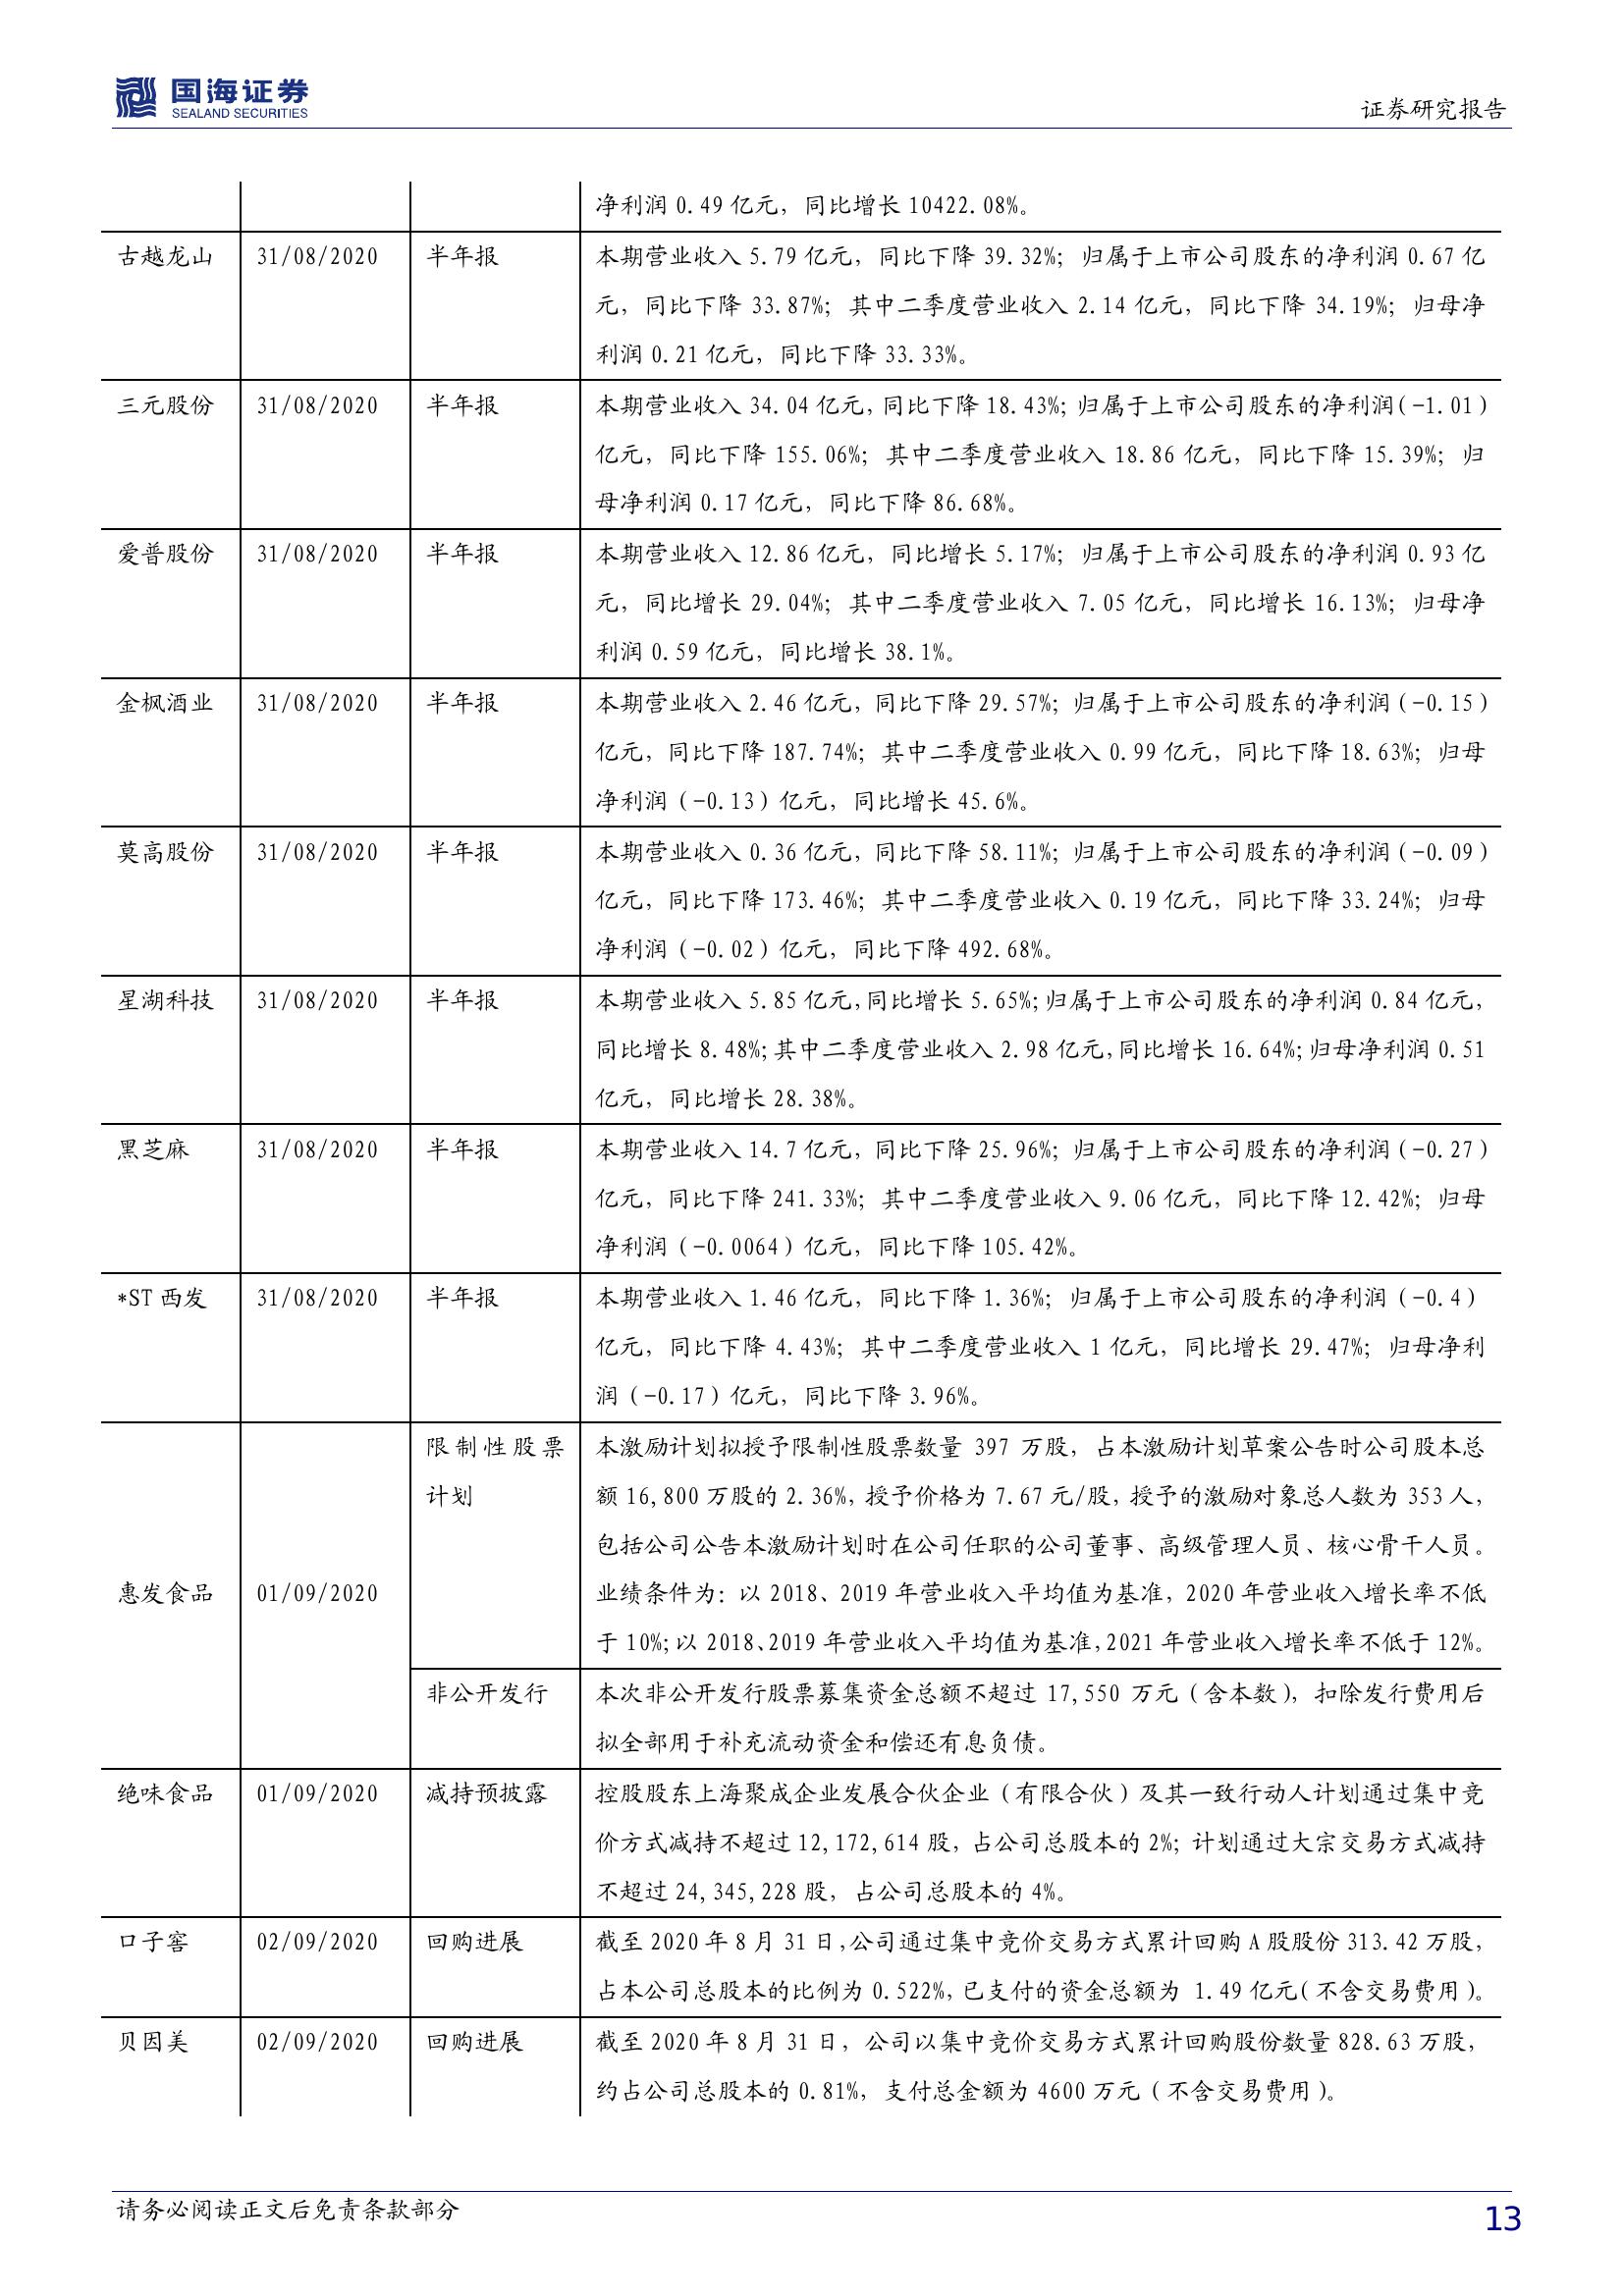 国海证券
SEALAND SECURITIES
证券研究报告
净利润 0.49 亿元，同比增长 10422.08%。
古越龙山 31/08/2020 半年报 本期营业收入 5.79 亿元，同比下降 39.32%；归属于上市公司股东的净利润 0.67 亿
元，同比下降 33.87%；其中二季度营业收入 2.14 亿元，同比下降 34.19%；归母净
利润 0.21 亿元，同比下降 33.33%。
三元股份 31/08/2020 半年报 本期营业收入 34.04 亿元，同比下降 18.43%；归属于上市公司股东的净利润（-1.01）
亿元，同比下降 155.06%；其中二季度营业收入 18.86 亿元，同比下降 15.39%；归
母净利润 0.17 亿元，同比下降 86.68%。
爱普股份 31/08/2020 半年报 本期营业收入 12.86 亿元，同比增长 5.17%；归属于上市公司股东的净利润 0.93 亿
元，同比增长 29.04%；其中二季度营业收入 7.05 亿元，同比增长 16.13%；归母净
利润 0.59 亿元，同比增长 38.1%。
金枫酒业 31/08/2020 半年报 本期营业收入 2.46 亿元，同比下降 29.57%；归属于上市公司股东的净利润（-0.15）
亿元，同比下降 187.74%；其中二季度营业收入 0.99 亿元，同比下降 18.63%；归母
净利润（-0.13）亿元，同比增长 45.6%。
莫高股份 31/08/2020 半年报 本期营业收入 0.36 亿元，同比下降 58.11%；归属于上市公司股东的净利润（-0.09）
亿元，同比下降 173.46%；其中二季度营业收入 0.19 亿元，同比下降 33.24%；归母
净利润（-0.02）亿元，同比下降 492.68%。
星湖科技 31/08/2020 半年报 本期营业收入 5.85 亿元，同比增长 5.65%；归属于上市公司股东的净利润 0.84 亿元，
同比增长 8.48%；其中二季度营业收入 2.98 亿元，同比增长 16.64%；归母净利润 0.51
亿元，同比增长 28.38%。
黑芝麻 31/08/2020 半年报 本期营业收入 14.7 亿元，同比下降 25.96%；归属于上市公司股东的净利润（-0.27）
亿元，同比下降 241.33%；其中二季度营业收入 9.06 亿元，同比下降 12.42%；归母
净利润（-0.0064）亿元，同比下降 105.42%。
*ST 西发 31/08/2020 半年报 本期营业收入 1.46 亿元，同比下降 1.36%；归属于上市公司股东的净利润（-0.4）
亿元，同比下降 4.43%；其中二季度营业收入 1 亿元，同比增长 29.47%；归母净利
润（-0.17）亿元，同比下降 3.96%。
限制性股票 本激励计划拟授予限制性股票数量 397 万股，占本激励计划草案公告时公司股本总
计划 额 16,800 万股的 2.36%，授予价格为 7.67 元/股，授予的激励对象总人数为 353 人，
包括公司公告本激励计划时在公司任职的公司董事、高级管理人员、核心骨干人员。
惠发食品 01/09/2020 业绩条件为：以 2018、2019 年营业收入平均值为基准，2020 年营业收入增长率不低
于 10%；以 2018、2019 年营业收入平均值为基准，2021 年营业收入增长率不低于 12%。
非公开发行 本次非公开发行股票募集资金总额不超过 17,550 万元（含本数），扣除发行费用后
拟全部用于补充流动资金和偿还有息负债。
绝味食品 01/09/2020 减持预披露 控股股东上海聚成企业发展合伙企业（有限合伙）及其一致行动人计划通过集中竞
价方式减持不超过 12,172,614 股，占公司总股本的 2%；计划通过大宗交易方式减持
不超过 24,345,228 股，占公司总股本的 4%。
口子窖 02/09/2020 回购进展 截至 2020 年 8 月 31 日，公司通过集中竞价交易方式累计回购 A 股股份 313.42 万股，
占本公司总股本的比例为 0.522%，已支付的资金总额为 1.49 亿元（不含交易费用）。
贝因美 02/09/2020 回购进展 截至 2020 年 8 月 31 日，公司以集中竞价交易方式累计回购股份数量 828.63 万股，
约占公司总股本的 0.81%，支付总金额为 4600 万元（不含交易费用）。
请务必阅读正文后免责条款部分
13